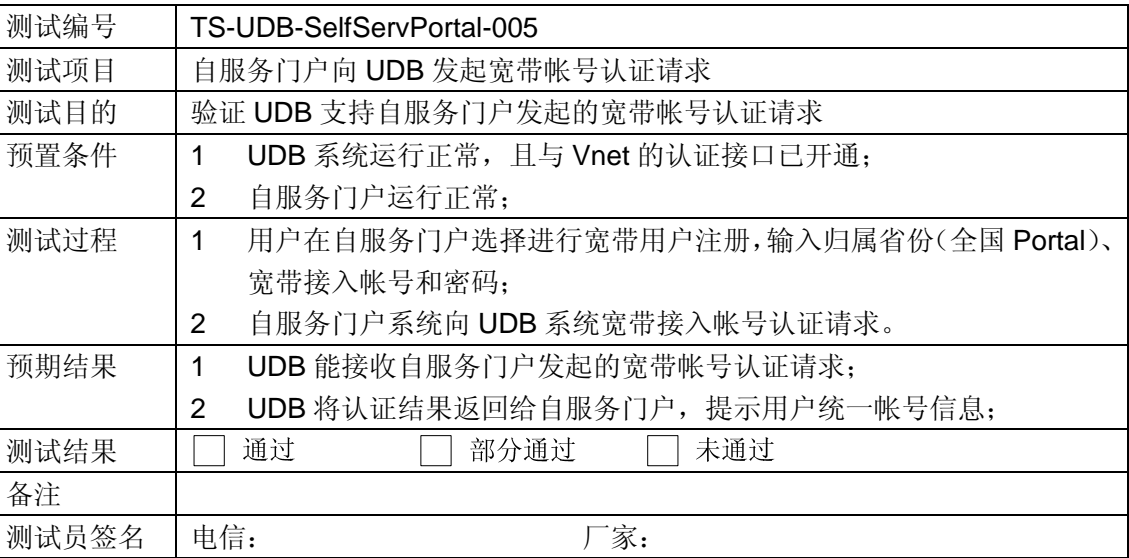 测试编号 TS-UDB-SelfServPortal-005
测试项目 自服务门户向 UDB 发起宽带帐号认证请求
测试目的 验证 UDB 支持自服务门户发起的宽带帐号认证请求
预置条件 1 UDB 系统运行正常，且与 Vnet 的认证接口已开通；
2 自服务门户运行正常；
测试过程 1 用户在自服务门户选择进行宽带用户注册，输入归属省份（全国 Portal）、
宽带接入帐号和密码；
2 自服务门户系统向 UDB 系统宽带接入帐号认证请求。
预期结果 1 UDB 能接收自服务门户发起的宽带帐号认证请求；
2 UDB 将认证结果返回给自服务门户，提示用户统一帐号信息；
测试结果 通过 部分通过 未通过
备注
测试员签名 电信： 厂家：